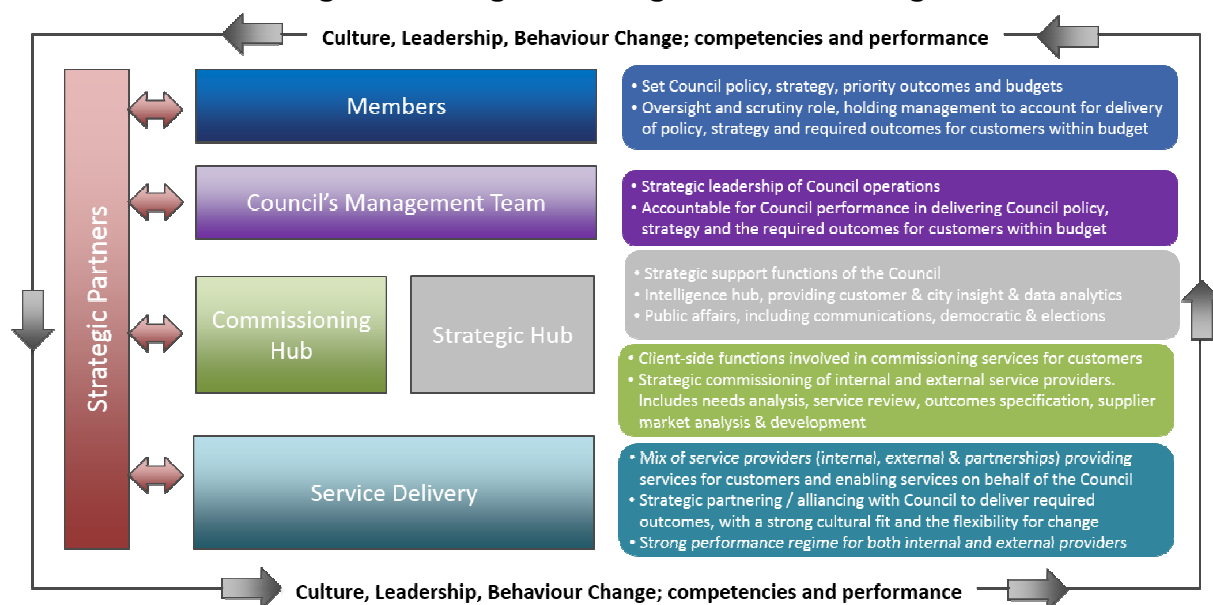 Culture, Leadership, Behaviour Change; competencies and performance
Strategic Partners
Members
• Set Council policy, strategy, priority outcomes and budgets
• Oversight and scrutiny role, holding management to account for delivery
of policy, strategy and required outcomes for customers within budget
Council's Management Team
• Strategic leadership of Council operations
• Accountable for Council performance in delivering Council policy,
strategy and the required outcomes for customers within budget
Commissioning
Hub
Strategic Hub
• Strategic support functions of the Council
• Intelligence hub, providing customer & city insight & data analytics
• Public affairs, including communications, democratic & elections
• Client-side functions involved in commissioning services for customers
• Strategic commissioning of internal and external service providers.
Includes needs analysis, service review, outcomes specification, supplier
market analysis & development
Service Delivery
• Mix of service providers (internal, external & partnerships) providing
services for customers and enabling services on behalf of the Council
• Strategic partnering / alliancing with Council to deliver required
outcomes, with a strong cultural fit and the flexibility for change
• Strong performance regime for both internal and external providers
Culture, Leadership, Behaviour Change; competencies and performance